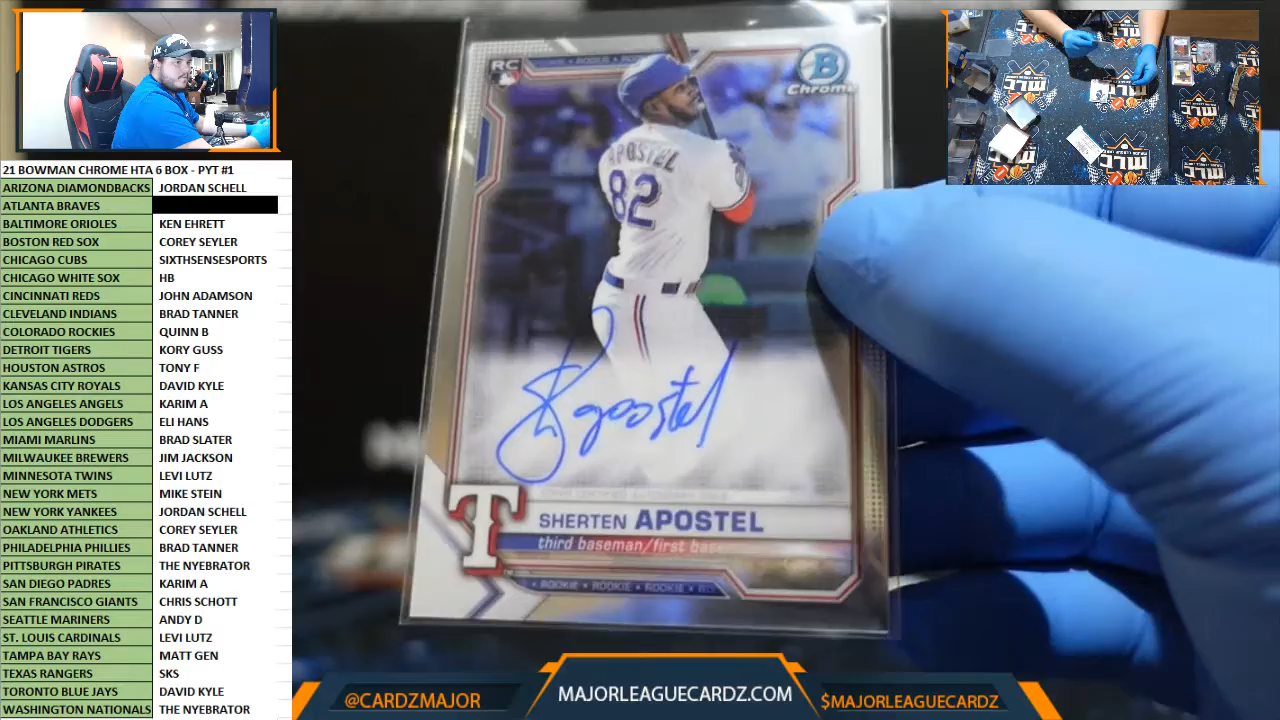 21 BOWMAN CHROME HTA 6 BOX - PYT #1
ARIZONA DIAMONDBACKS JORDAN SCHELL
ATLANTA BRAVES
BALTIMORE ORIOLES KEN EHRETT
BOSTON RED SOX COREY SEYLER
CHICAGO CUBS SIXTHSENSESPORTS
CHICAGO WHITE SOX HB
CINCINNATI REDS JOHN ADAMSON
CLEVELAND INDIANS BRAD TANNER
COLORADO ROCKIES QUINN B
DETROIT TIGERS KORY GUSS
HOUSTON ASTROS TONY F
KANSAS CITY ROYALS DAVID KYLE
LOS ANGELES ANGELS KARIM A
LOS ANGELES DODGERS ELI HANS
MIAMI MARLINS BRAD SLATER
MILWAUKEE BREWERS JIM JACKSON
MINNESOTA TWINS LEVI LUTZ
NEW YORK METS MIKE STEIN
NEW YORK YANKEES JORDAN SCHELL
OAKLAND ATHLETICS COREY SEYLER
PHILADELPHIA PHILLIES BRAD TANNER
PITTSBURGH PIRATES THE NYEBRATOR
SAN DIEGO PADRES KARIM A
SAN FRANCISCO GIANTS CHRIS SCHOTT
SEATTLE MARINERS ANDY D
ST. LOUIS CARDINALS LEVI LUTZ
TAMPA BAY RAYS MATT GEN
TEXAS RANGERS SKS
TORONTO BLUE JAYS DAVID KYLE
WASHINGTON NATIONALS THE NYEBRATOR
RC
B
Chrome
APOSTEL
82
S Apostel
T
SHERTEN APOSTEL
third baseman/first
ROOKIE • ROOKIE • ROOKIE
MLC
@CARDZMAJOR
MAJORLEAGUECARDZ.COM
$MAJORLEAGUECARDZ